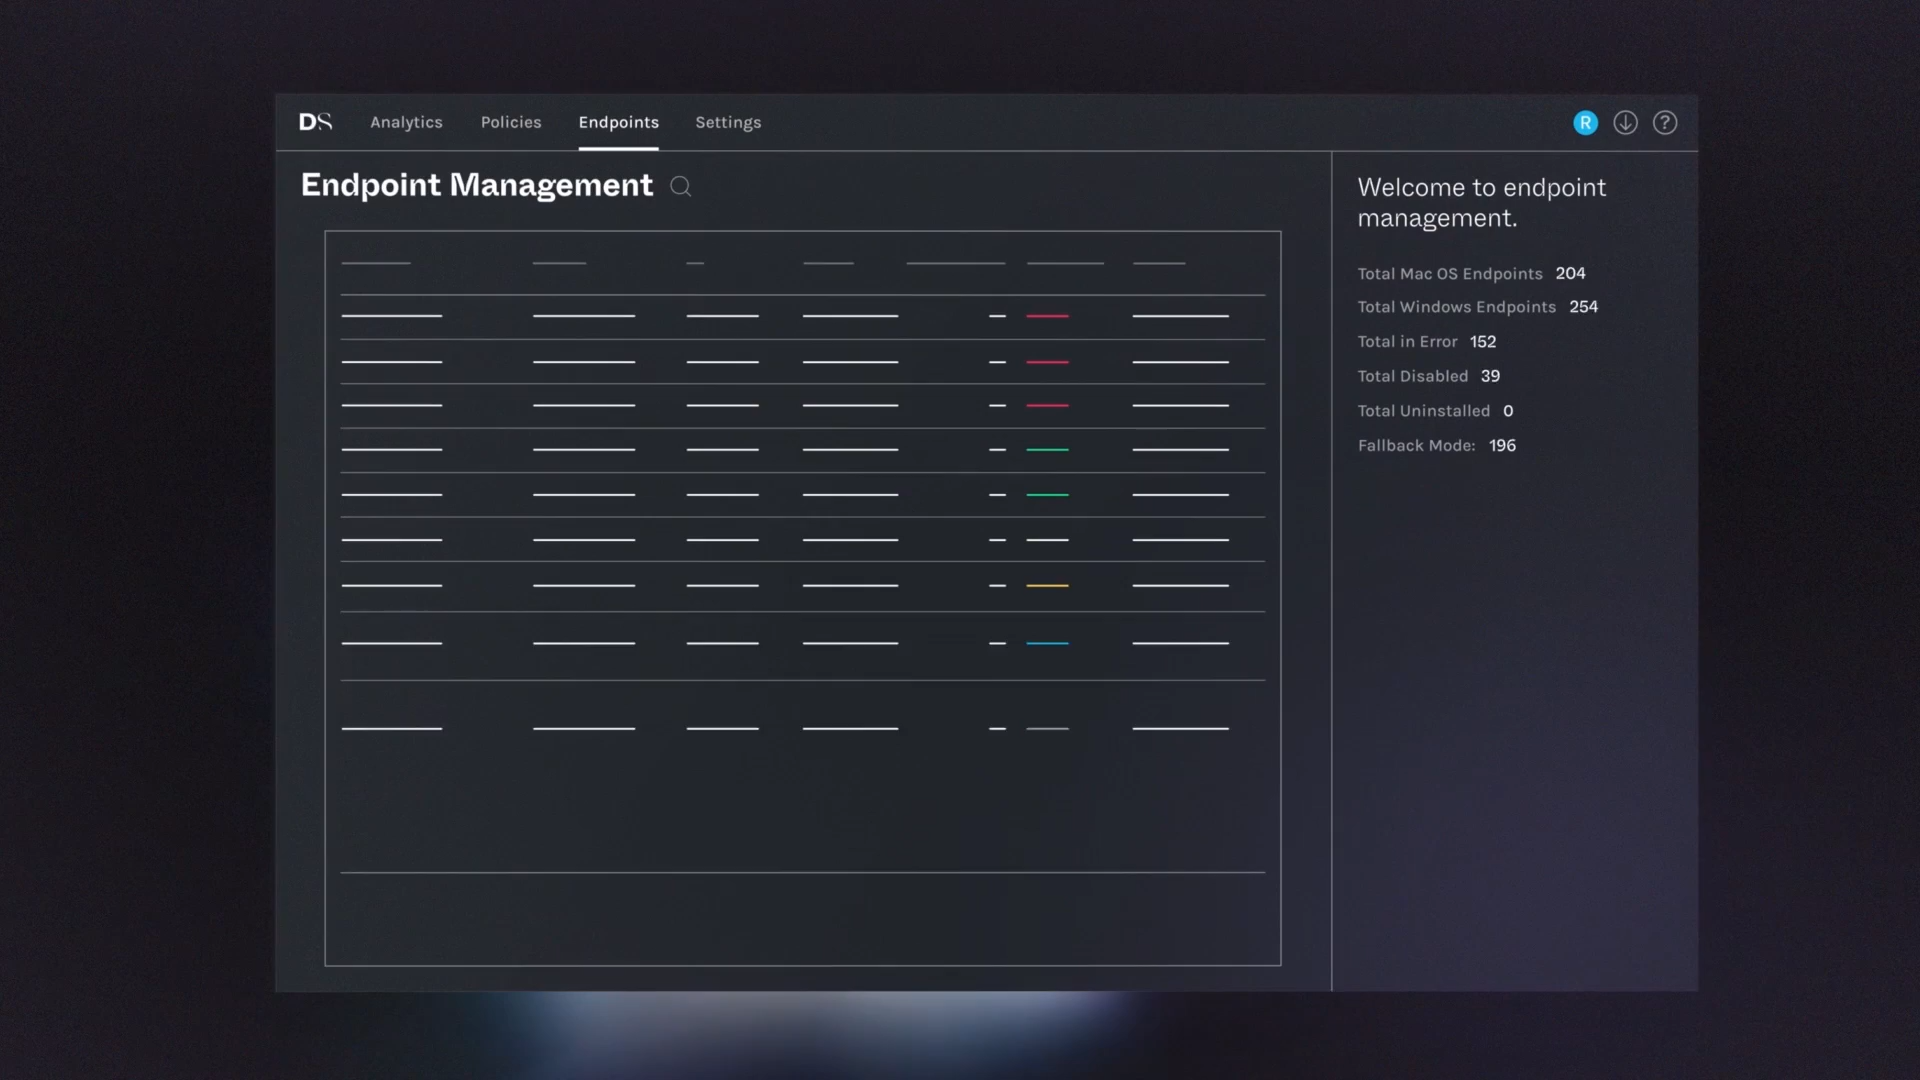 DS Analytics Policies Endpoints Settings R ?
Endpoint Management
Welcome to endpoint
management.
Total Mac OS Endpoints 204
Total Windows Endpoints 254
Total in Error 152
Total Disabled 39
Total Uninstalled 0
Fallback Mode: 196